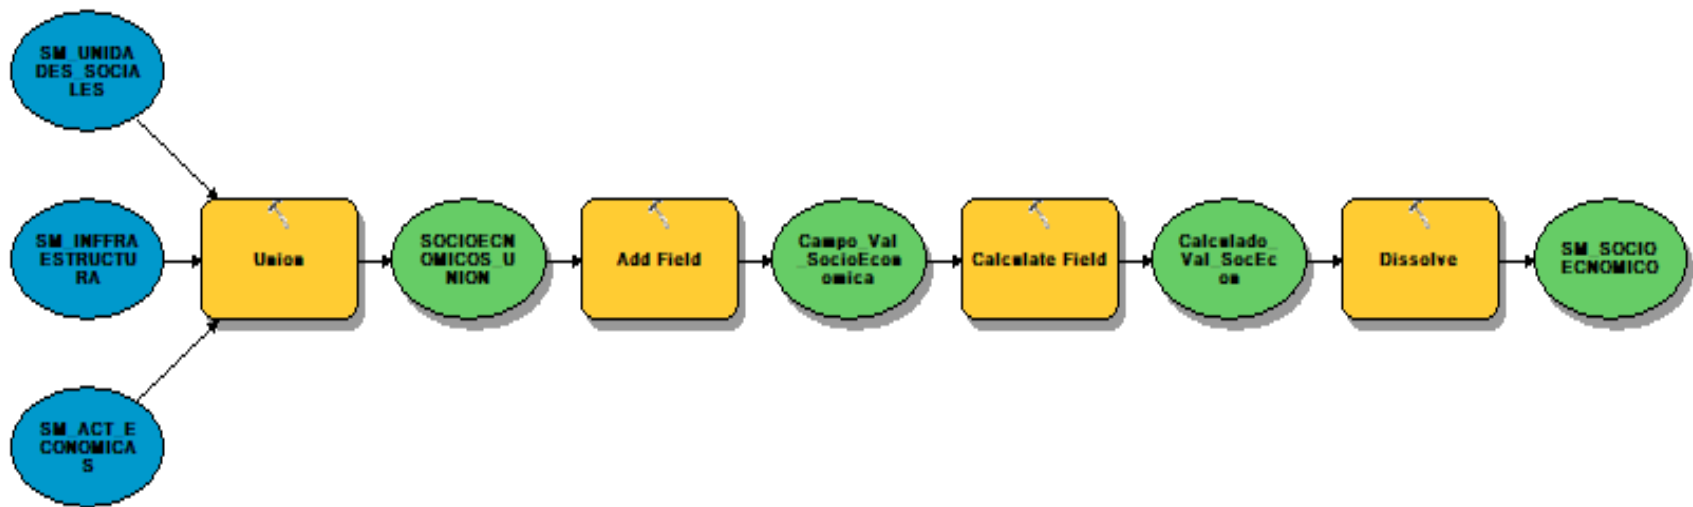 SM_UNIDA
DES_SOCIA
LES
SM_INFFRA
ESTRUCTU
RA
SM_ACT_E
CONOMICA
S
Union
SOCIOECN
OMICOS_U
NION
Add Field
Campo_Val
_SocioEcon
omica
Calculate Field
Calculado_
Val_SocEc
on
Dissolve
SM_SOCIO
ECNOMICO